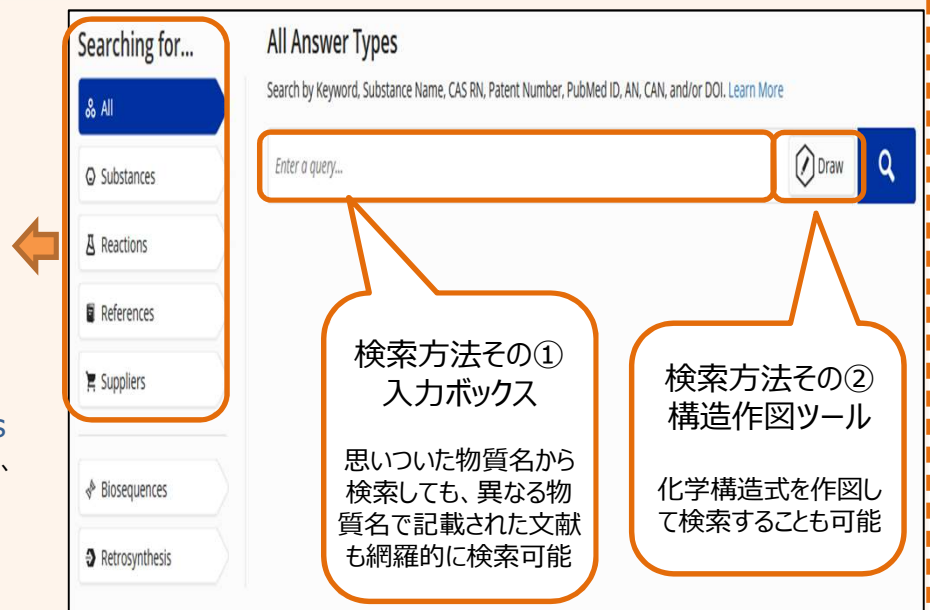 Searching for...
All
Substances
Reactions
References
Suppliers
Biosequences
Retrosynthesis
All Answer Types
Search by Keyword, Substance Name, CAS RN, Patent Number, PubMed ID, AN, CAN, and/or DOI. Learn More
Enter a query...
Draw
検索方法その①
入力ボックス
思いついた物質名から
検索しても、異なる物
質名で記載された文献
も網羅的に検索可能
検索方法その②
構造作図ツール
化学構造式を作図し
て検索することも可能
S
、